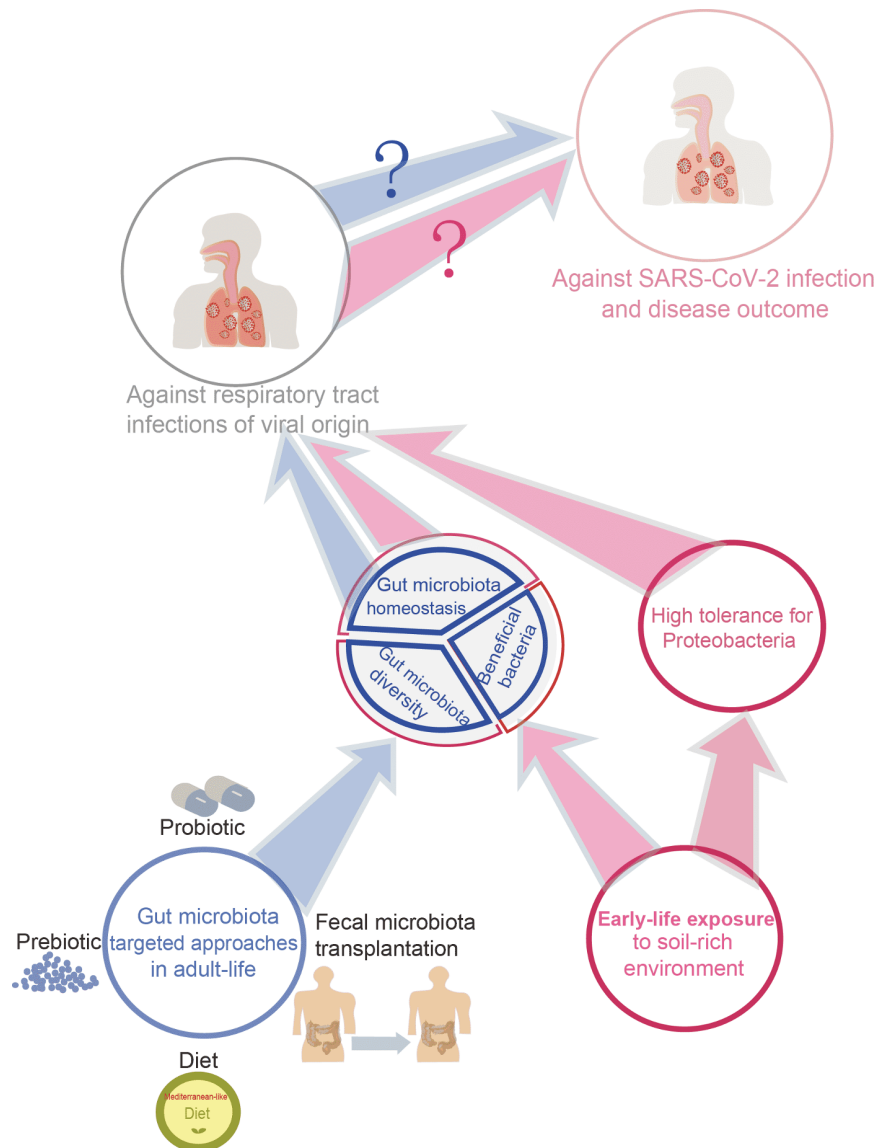 ?
?
Against SARS-CoV-2 infection
and disease outcome
Against respiratory tract
infections of viral origin
Gut microbiota
homeostasis
Beneficial
bacteria
Gut microbiota
diversity
High tolerance for
Proteobacteria
Probiotic
Gut microbiota
targeted approaches
in adult-life
Prebiotic
Fecal microbiota
transplantation
Early-life exposure
to soil-rich
environment
Diet
Mediterranean-like
Diet